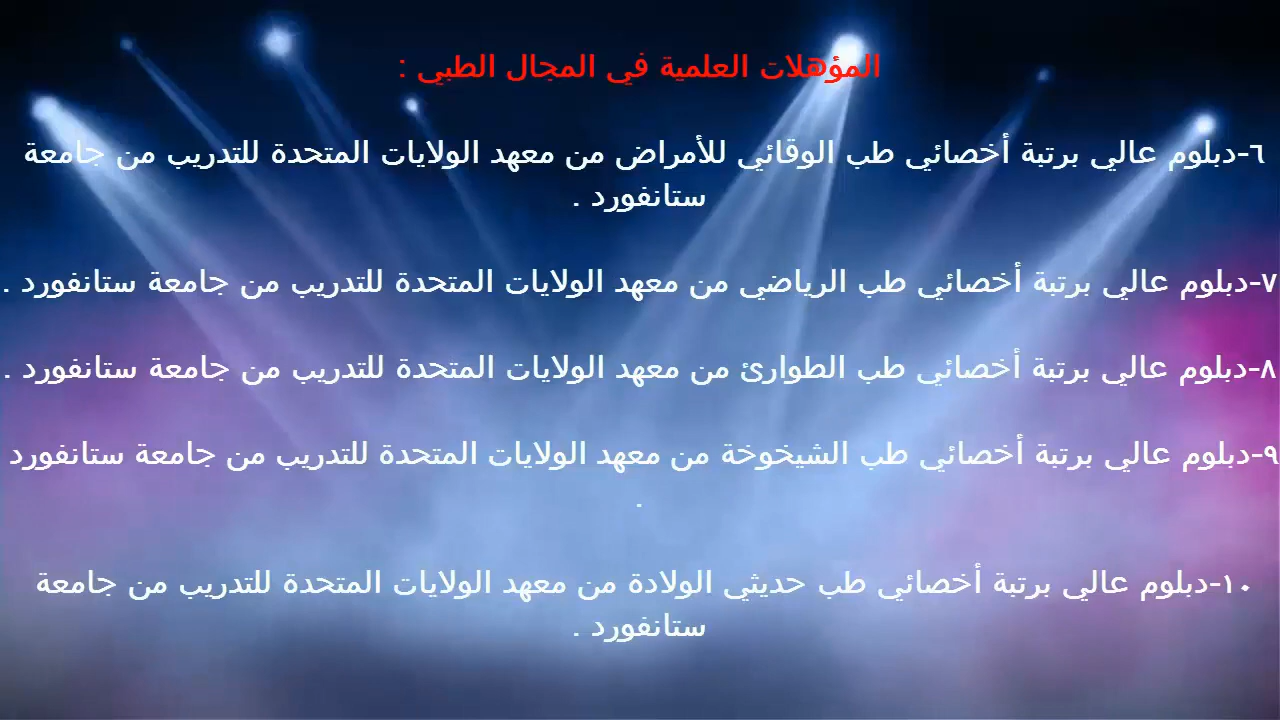 المؤهلات العلمية في المجال الطبي :
٦-دبلوم عالي برتبة أخصائي طب الوقائي للأمراض من معهد الولايات المتحدة للتدريب من جامعة
ستانفورد .
٧-دبلوم عالي برتبة أخصائي طب الرياضي من معهد الولايات المتحدة للتدريب من جامعة ستانفورد .
٨-دبلوم عالي برتبة أخصائي طب الطوارئ من معهد الولايات المتحدة للتدريب من جامعة ستانفورد .
٩-دبلوم عالي برتبة أخصائي طب الشيخوخة من معهد الولايات المتحدة للتدريب من جامعة ستانفورد
.
١٠-دبلوم عالي برتبة أخصائي طب حديثي الولادة من معهد الولايات المتحدة للتدريب من جامعة
ستانفورد .